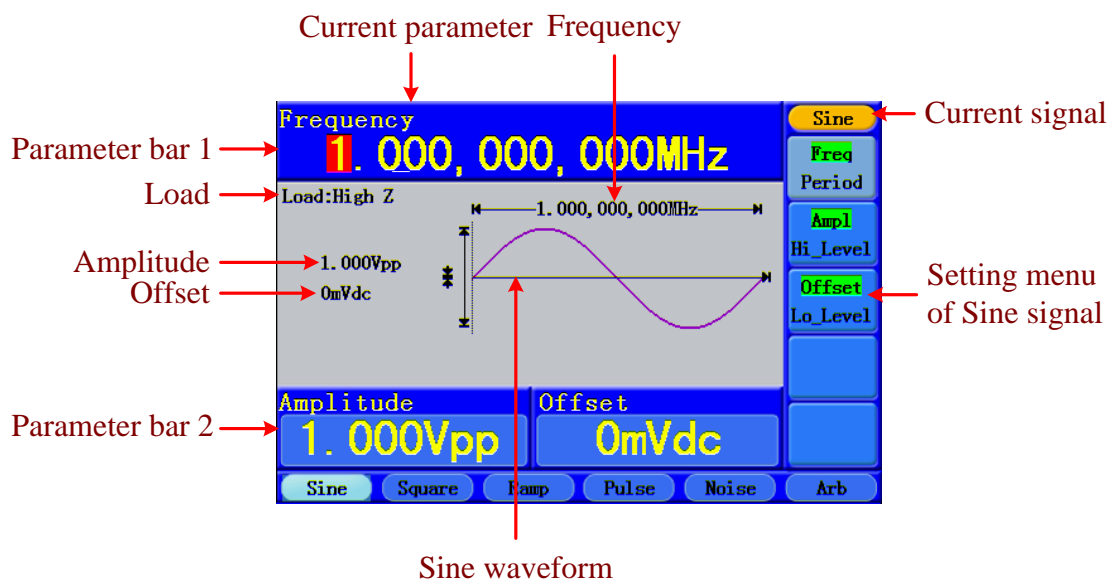 Current parameter
Frequency
Frequency
1.000,000,000MHz
Sine
Current signal
Parameter bar 1
Freq
Period
Load
Load:High Z
1.000,000,000MHz
Ampl
Hi_Level
Amplitude
1.000Vpp
Offset
0mVdc
Offset
Lo_Level
Setting menu
of Sine signal
Amplitude
Offset
Parameter bar 2
1.000Vpp
0mVdc
Sine
Square
Ramp
Pulse
Noise
Arb
Sine waveform